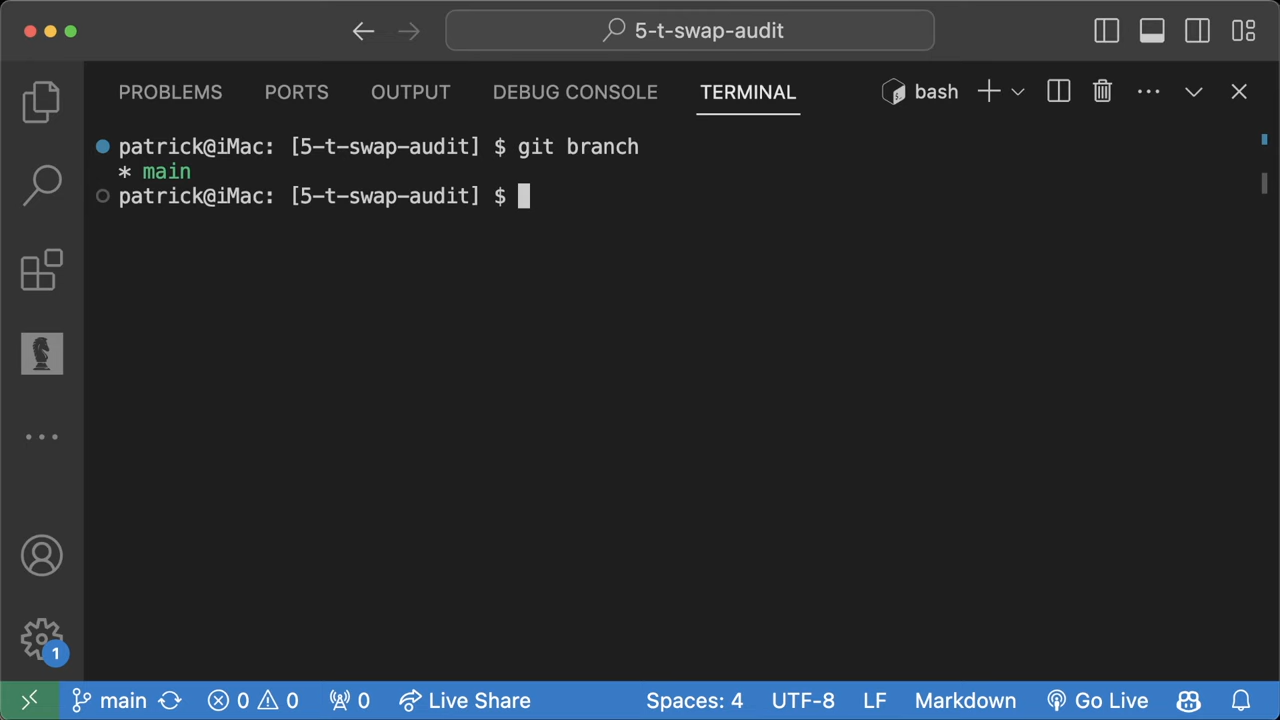 5-t-swap-audit
PROBLEMS PORTS OUTPUT DEBUG CONSOLE TERMINAL bash
patrick@iMac: [5-t-swap-audit] $ git branch
* main
patrick@iMac: [5-t-swap-audit] $
1
main 0 0 0 Live Share Spaces: 4 UTF-8 LF Markdown Go Live